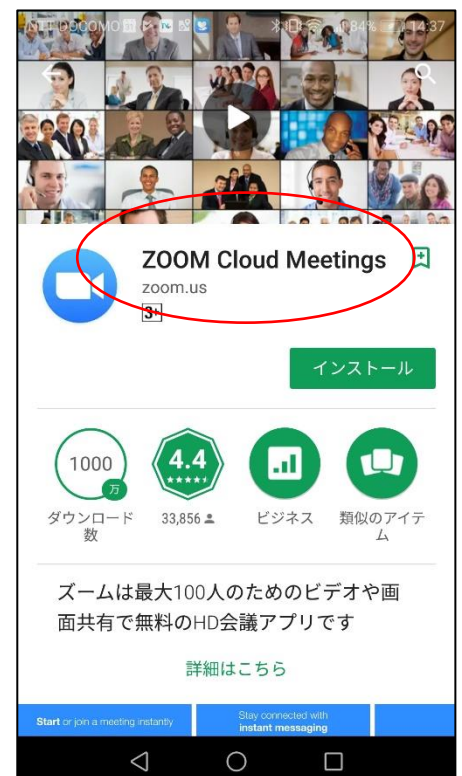 NTT DOCOMO 84% 14:37
ZOOM Cloud Meetings
zoom.us
3+
インストール
1000
万
ダウンロード
数
4.4
33,856
ビジネス
類似のアイテ
ム
ズームは最大100人のためのビデオや画
面共有で無料のHD会議アプリです
詳細はこちら
Start or join a meeting instantly
Stay connected with
instant messaging